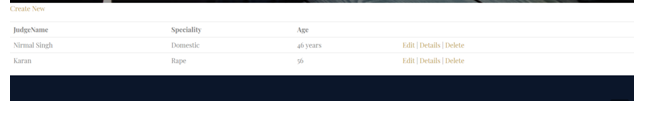 Create New
JudgeName Speciality Age
Nirmal Singh Domestic 46 years Edit | Details | Delete
Karan Rape 56 Edit | Details | Delete